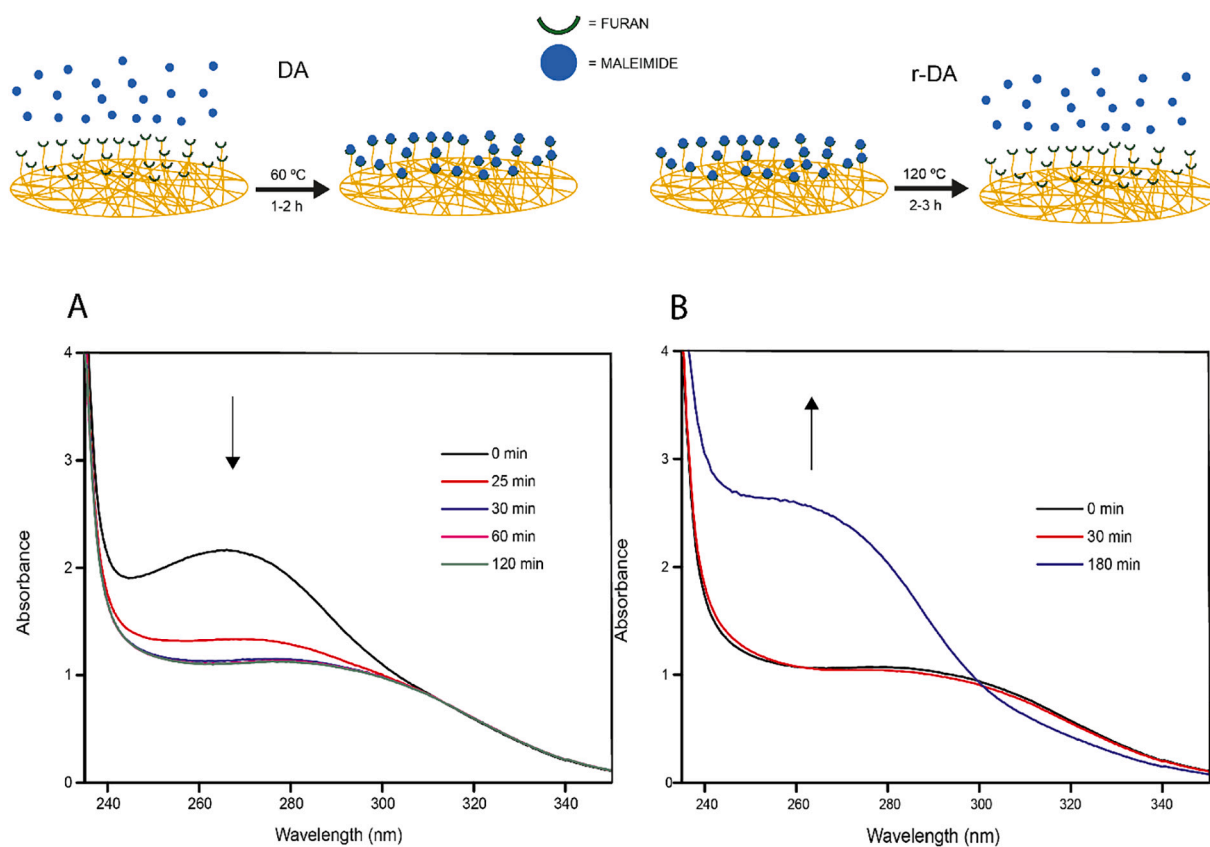 = FURAN
= MALEIMIDE
DA
r-DA
60 ºC
1-2 h
120 ºC
2-3 h
A
B
4
3
2
1
0
Absorbance
0 min
25 min
30 min
60 min
120 min
240 260 280 300 320 340
Wavelength (nm)
4
3
2
1
0
Absorbance
0 min
30 min
180 min
240 260 280 300 320 340
Wavelength (nm)